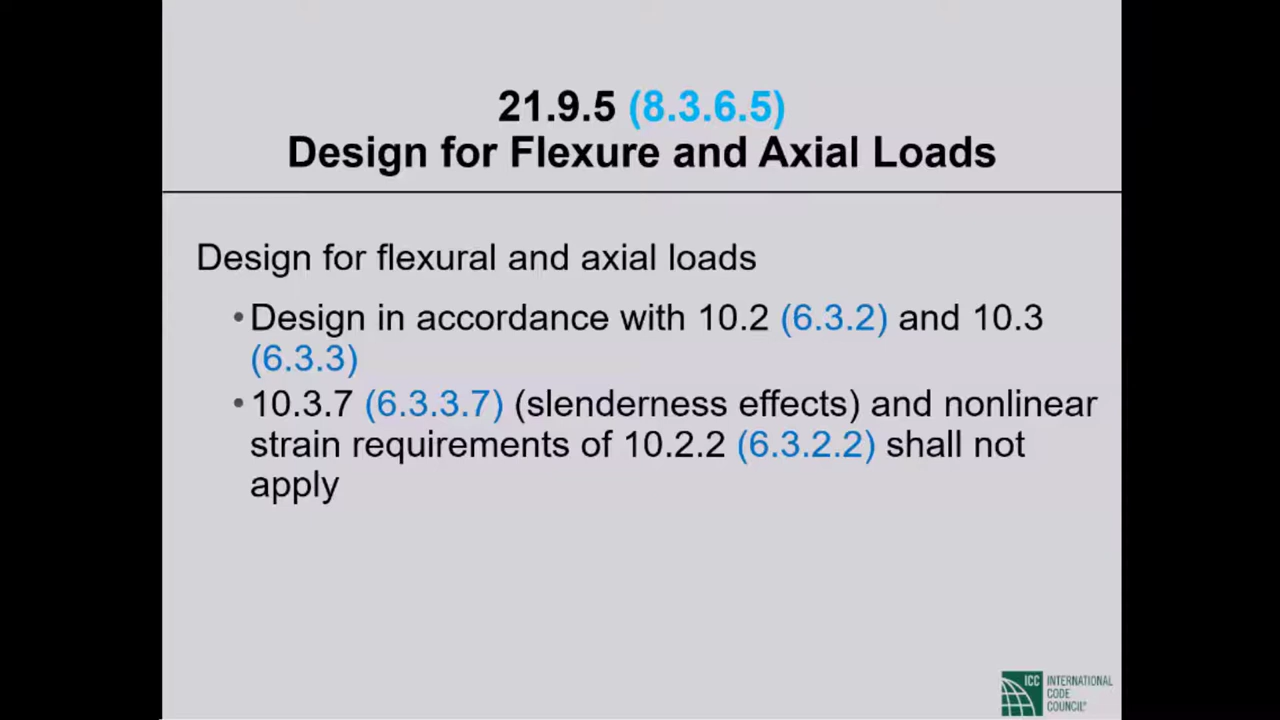 21.9.5 (8.3.6.5)
Design for Flexure and Axial Loads
Design for flexural and axial loads
•Design in accordance with 10.2 (6.3.2) and 10.3
(6.3.3)
•10.3.7 (6.3.3.7) (slenderness effects) and nonlinear
strain requirements of 10.2.2 (6.3.2.2) shall not
apply
ICC INTERNATIONAL
CODE
COUNCIL®